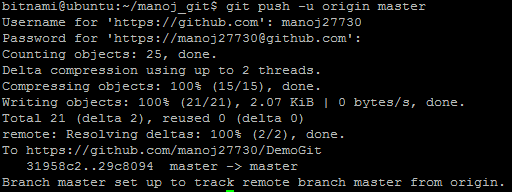 bitnami@ubuntu:~/manoj_git$ git push -u origin master
Username for 'https://github.com': manoj27730
Password for 'https://manoj27730@github.com':
Counting objects: 25, done.
Delta compression using up to 2 threads.
Compressing objects: 100% (15/15), done.
Writing objects: 100% (21/21), 2.07 KiB | 0 bytes/s, done.
Total 21 (delta 2), reused 0 (delta 0)
remote: Resolving deltas: 100% (2/2), done.
To https://github.com/manoj27730/DemoGit
   31958c2..29c8094  master -> master
Branch master set up to track remote branch master from origin.